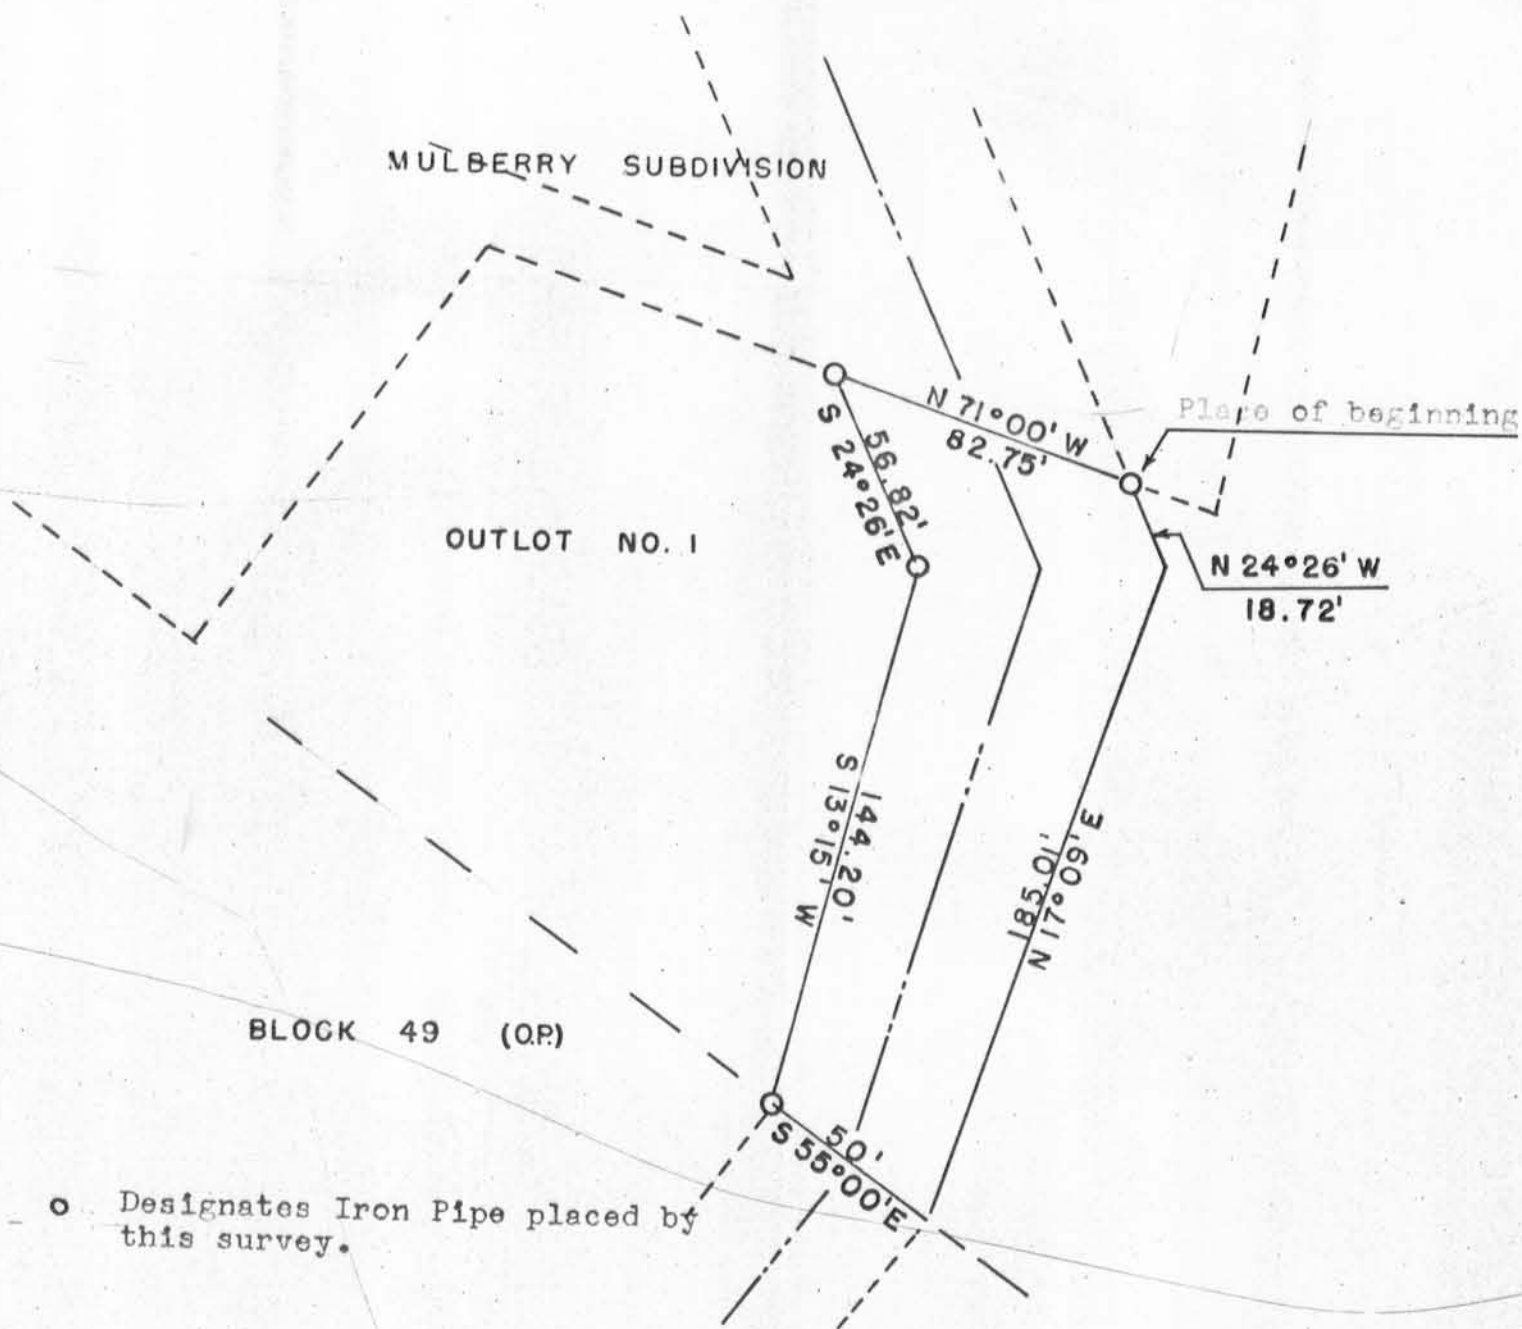 MULBERRY SUBDIVISION
N 71°00' W
82.75'
Place of beginning
56.82'
S 24°26'E
OUTLOT NO. 1
N 24°26' W
18.72'
144.20'
S 13°15' W
185.01'
N 17°09' E
BLOCK 49 (O.P.)
50'
S 55°00'E
o Designates Iron Pipe placed by
this survey.